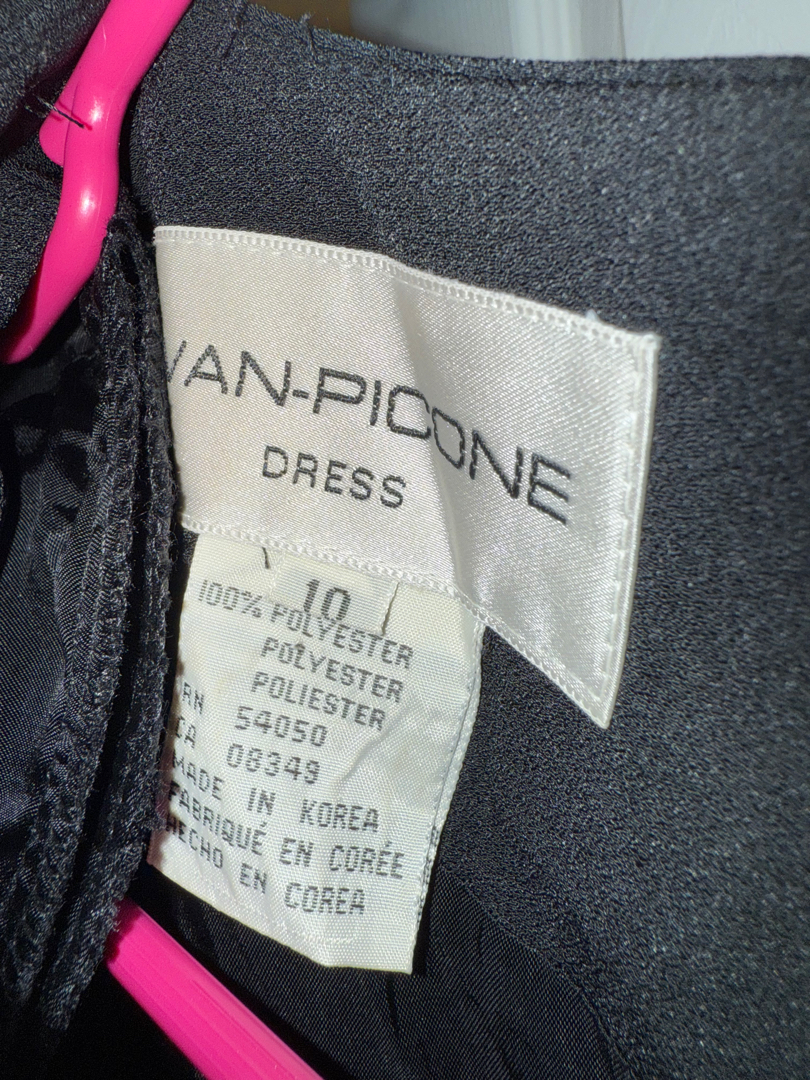 VAN-PICONE
DRESS
10
100% POLYESTER
POLYESTER
POLIESTER
RN 54050
CA 08349
MADE IN KOREA
FABRIQUÉ EN CORÉE
HECHO EN COREA